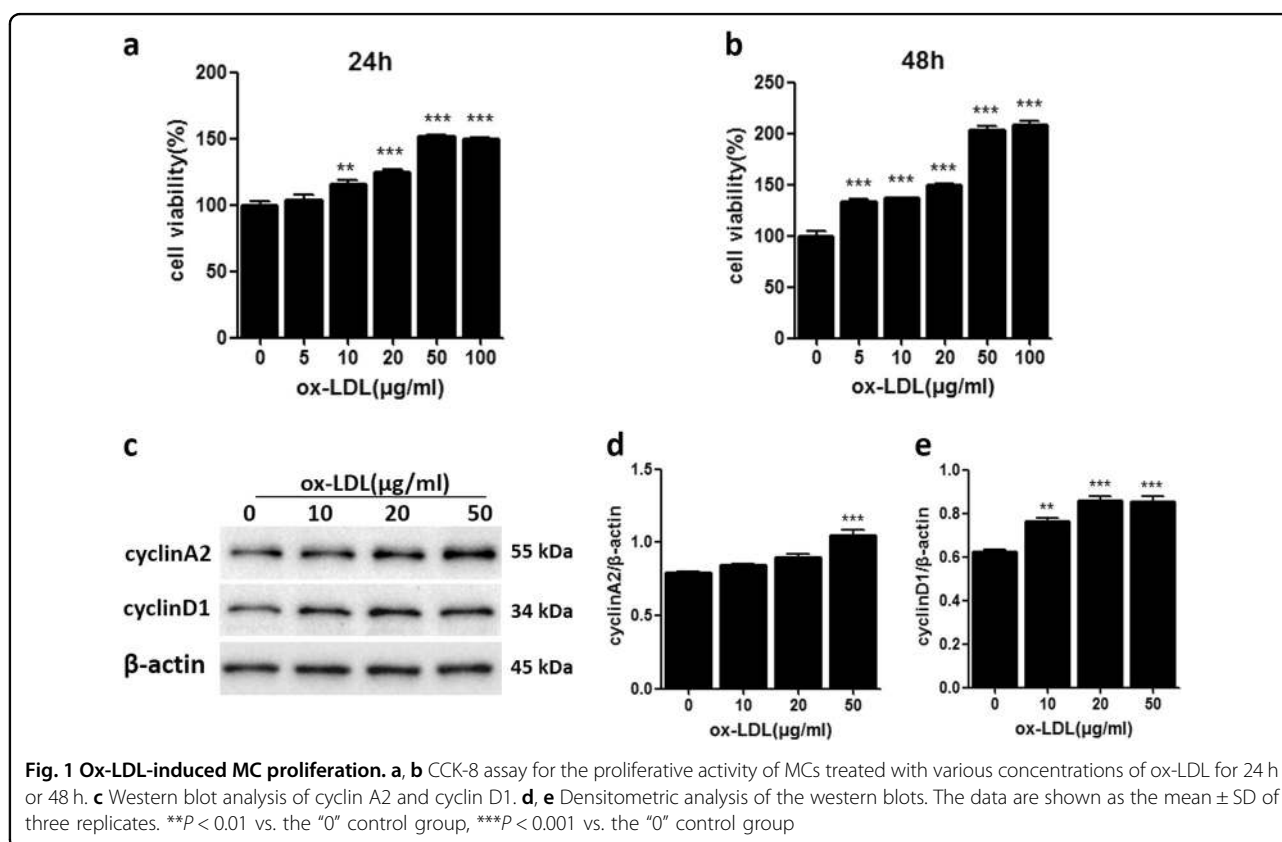 a
24h
cell viability(%)
200
150
100
50
0
** *** *** ***
0 5 10 20 50 100
ox-LDL(µg/ml)
b
48h
cell viability(%)
250
200
150
100
50
0
*** *** *** *** ***
0 5 10 20 50 100
ox-LDL(µg/ml)
c
ox-LDL(µg/ml)
0 10 20 50
cyclinA2 55 kDa
cyclinD1 34 kDa
β-actin 45 kDa
d
cyclinA2/β-actin
1.5
1.0
0.5
0.0
***
0 10 20 50
ox-LDL(µg/ml)
e
cyclinD1/β-actin
1.0
0.8
0.6
0.4
0.2
0.0
** *** ***
0 10 20 50
ox-LDL(µg/ml)
Fig. 1 Ox-LDL-induced MC proliferation. a, b CCK-8 assay for the proliferative activity of MCs treated with various concentrations of ox-LDL for 24 h
or 48 h. c Western blot analysis of cyclin A2 and cyclin D1. d, e Densitometric analysis of the western blots. The data are shown as the mean ± SD of
three replicates. **P < 0.01 vs. the “0” control group, ***P < 0.001 vs. the “0” control group